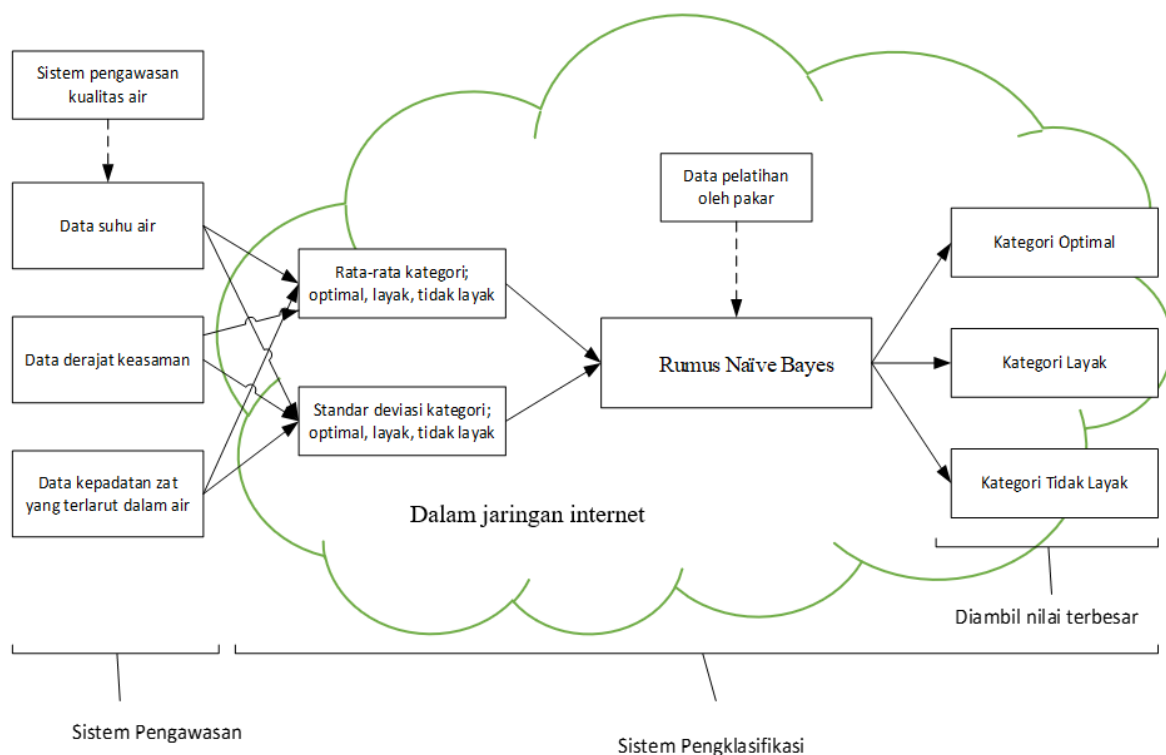 Sistem pengawasan
kualitas air
Data suhu air
Data derajat keasaman
Data kepadatan zat
yang terlarut dalam air
Rata-rata kategori;
optimal, layak, tidak layak
Standar deviasi kategori;
optimal, layak, tidak layak
Data pelatihan
oleh pakar
Rumus Naïve Bayes
Kategori Optimal
Kategori Layak
Kategori Tidak Layak
Dalam jaringan internet
Diambil nilai terbesar
Sistem Pengawasan
Sistem Pengklasifikasi